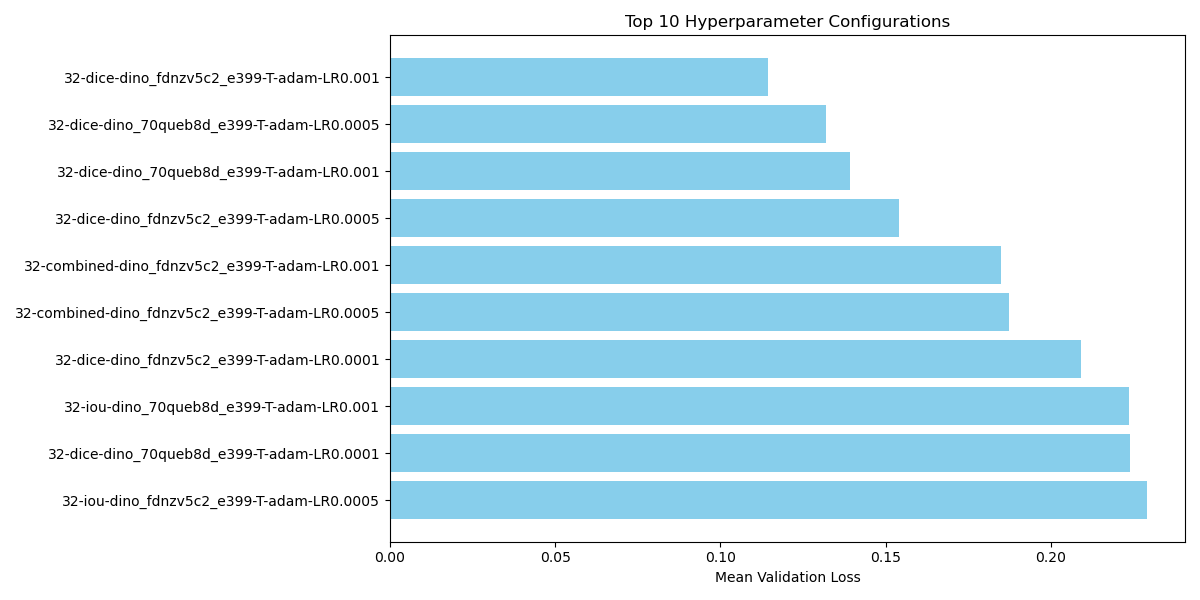 Top 10 Hyperparameter Configurations
32-dice-dino_fdnzv5c2_e399-T-adam-LR0.001
32-dice-dino_70queb8d_e399-T-adam-LR0.0005
32-dice-dino_70queb8d_e399-T-adam-LR0.001
32-dice-dino_fdnzv5c2_e399-T-adam-LR0.0005
32-combined-dino_fdnzv5c2_e399-T-adam-LR0.001
32-combined-dino_fdnzv5c2_e399-T-adam-LR0.0005
32-dice-dino_fdnzv5c2_e399-T-adam-LR0.0001
32-iou-dino_70queb8d_e399-T-adam-LR0.001
32-dice-dino_70queb8d_e399-T-adam-LR0.0001
32-iou-dino_fdnzv5c2_e399-T-adam-LR0.0005
0.00 0.05 0.10 0.15 0.20
Mean Validation Loss